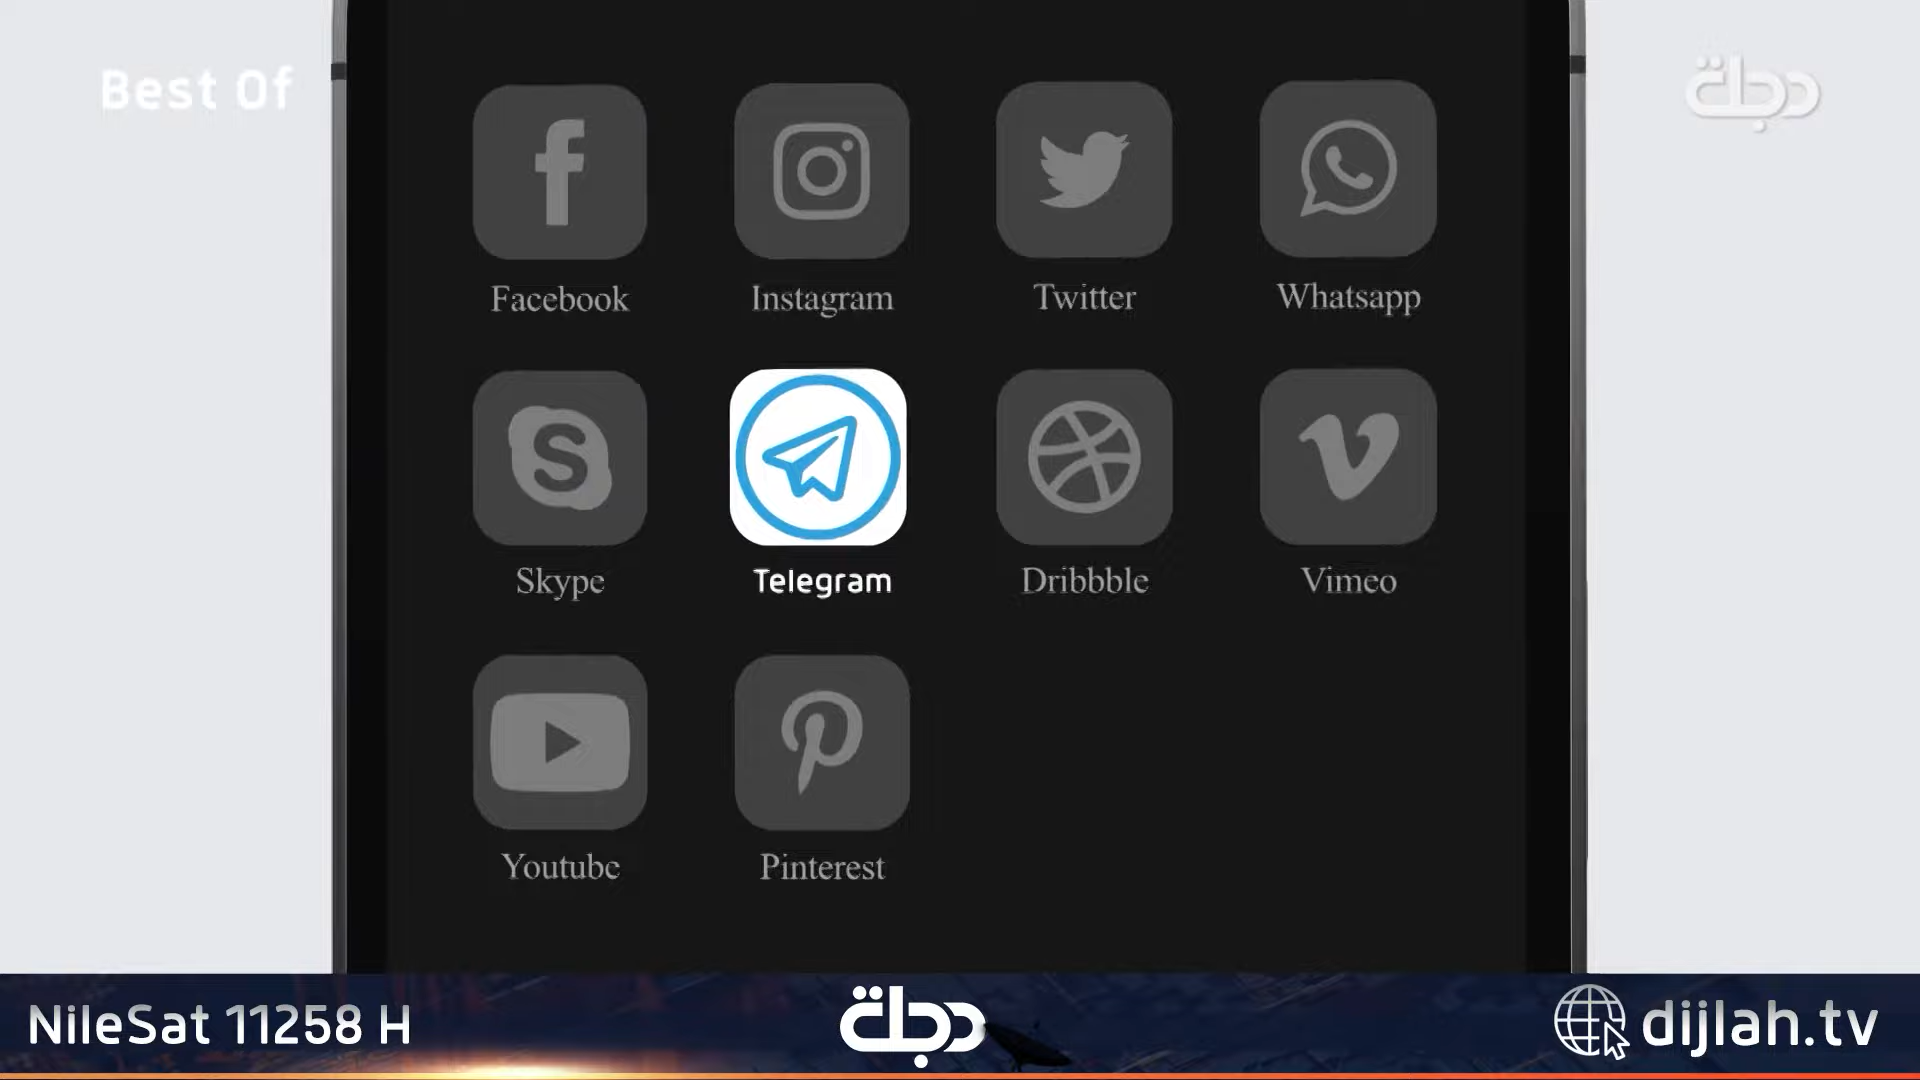 Best Of
دجلة
Facebook
Instagram
Twitter
Whatsapp
Skype
Telegram
Dribbble
Vimeo
Youtube
Pinterest
NileSat 11258 H
دجلة
dijlah.tv